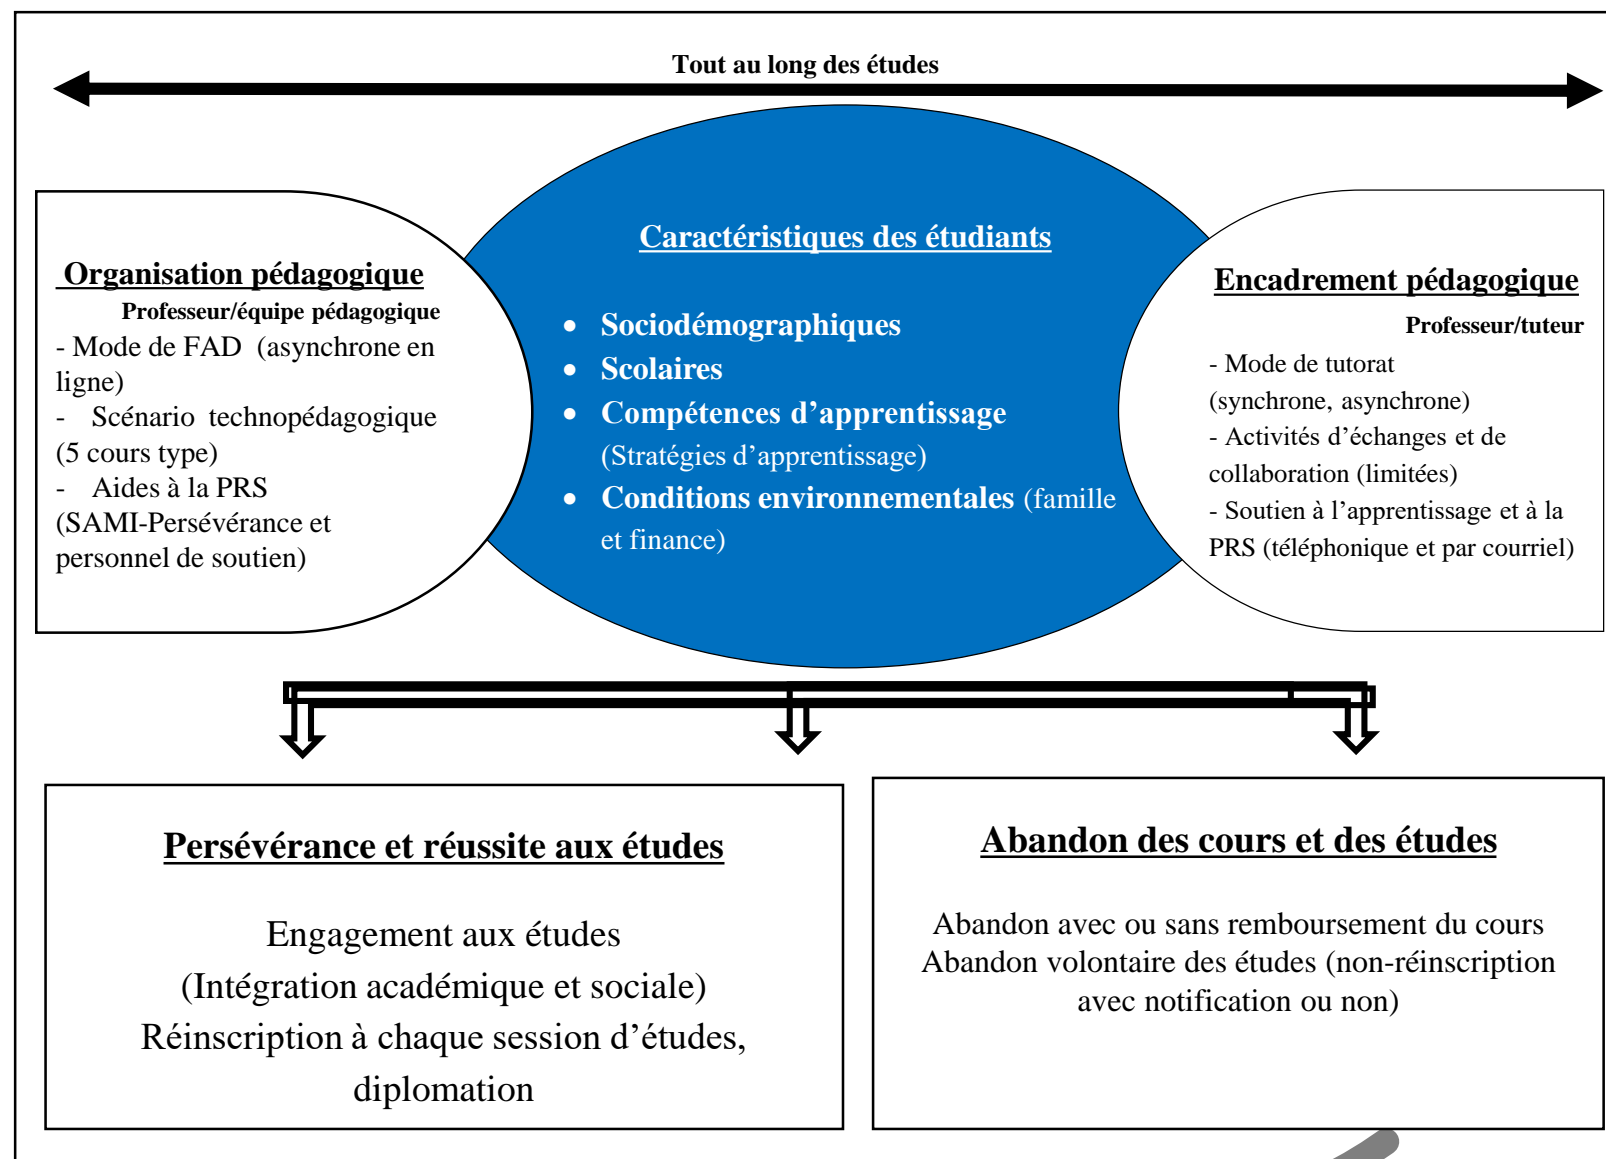 Tout au long des études
Organisation pédagogique
Professeur/équipe pédagogique
- Mode de FAD (asynchrone en
ligne)
- Scénario technopédagogique
(5 cours type)
- Aides à la PRS
(SAMI-Persévérance et
personnel de soutien)
Caractéristiques des étudiants
• Sociodémographiques
• Scolaires
• Compétences d’apprentissage
(Stratégies d’apprentissage)
• Conditions environnementales (famille
et finance)
Encadrement pédagogique
Professeur/tuteur
- Mode de tutorat
(synchrone, asynchrone)
- Activités d’échanges et de
collaboration (limitées)
- Soutien à l’apprentissage et à la
PRS (téléphonique et par courriel)
Persévérance et réussite aux études
Engagement aux études
(Intégration académique et sociale)
Réinscription à chaque session d’études,
diplomation
Abandon des cours et des études
Abandon avec ou sans remboursement du cours
Abandon volontaire des études (non-réinscription
avec notification ou non)